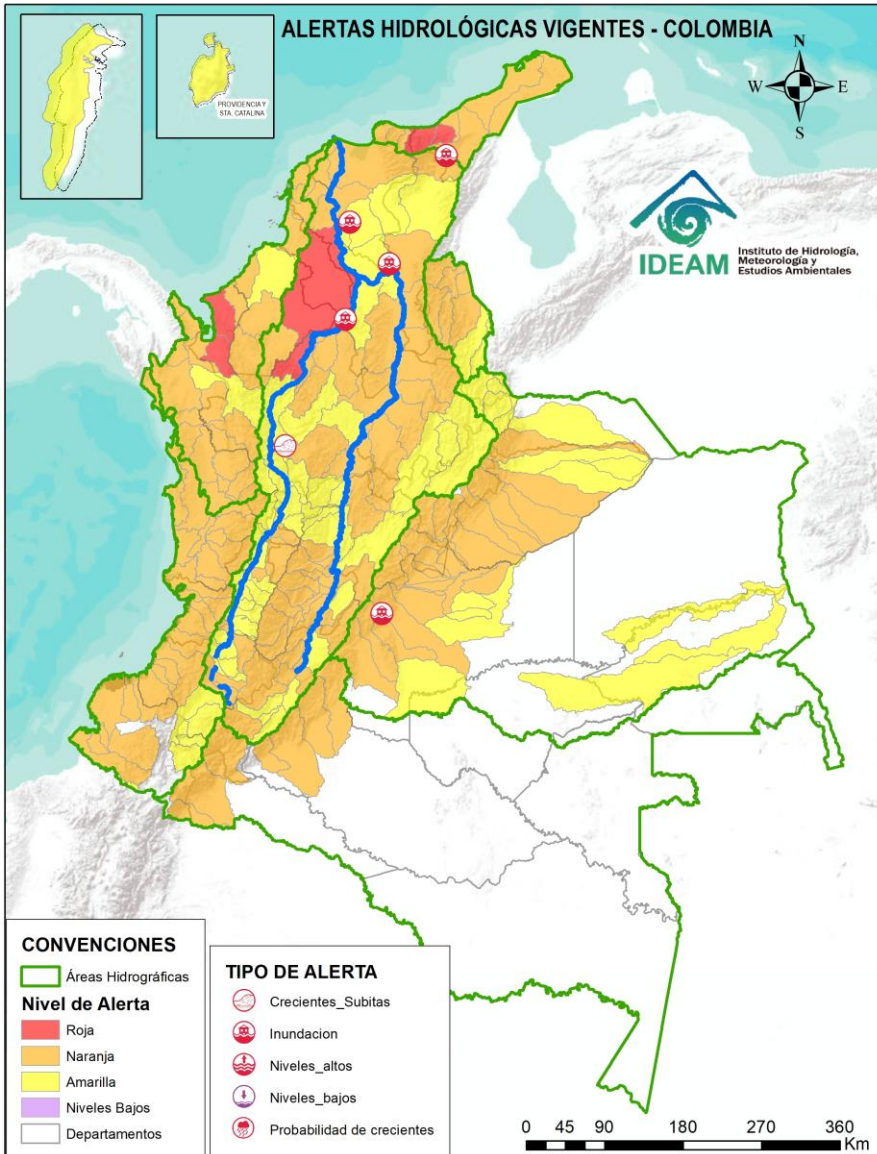 ALERTAS HIDROLÓGICAS VIGENTES - COLOMBIA
PROVIDENCIA Y
STA. CATALINA
N
W
E
S
IDEAM
Instituto de Hidrología,
Meteorología y
Estudios Ambientales
CONVENCIONES
Áreas Hidrográficas
Nivel de Alerta
Roja
Naranja
Amarilla
Niveles Bajos
Departamentos
TIPO DE ALERTA
Crecientes_Subitas
Inundacion
Niveles_altos
Niveles_bajos
Probabilidad de crecientes
0 45 90 180 270 360
Km